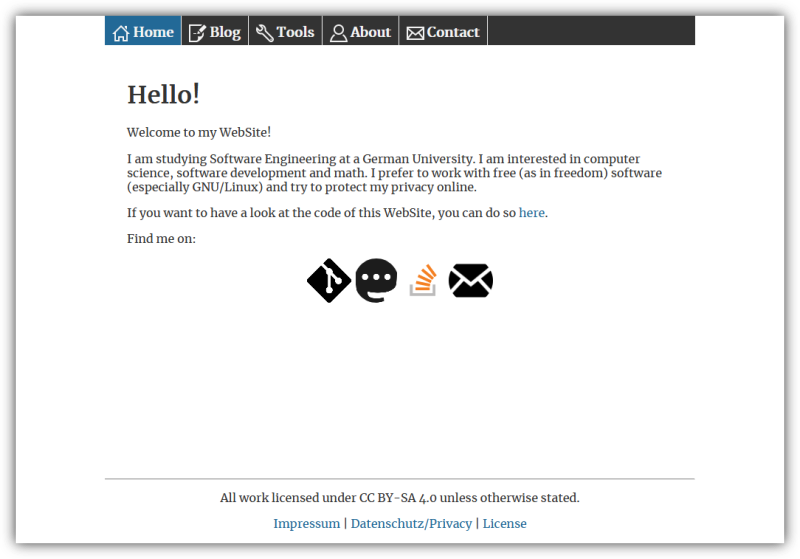 Home Blog Tools About Contact
Hello!
Welcome to my WebSite!
I am studying Software Engineering at a German University. I am interested in computer
science, software development and math. I prefer to work with free (as in freedom) software
(especially GNU/Linux) and try to protect my privacy online.
If you want to have a look at the code of this WebSite, you can do so here.
Find me on:
All work licensed under CC BY-SA 4.0 unless otherwise stated.
Impressum | Datenschutz/Privacy | License